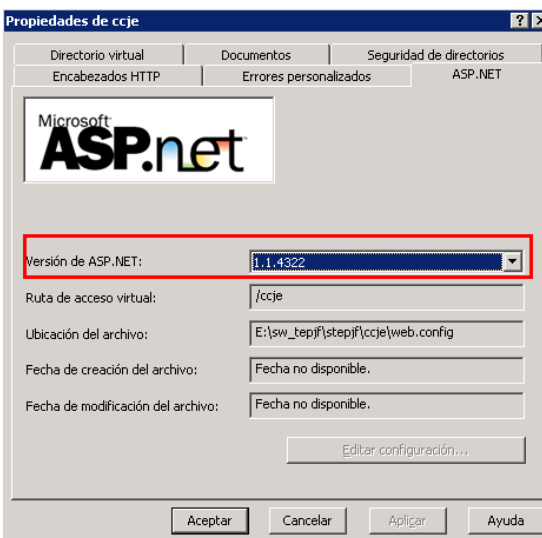 Propiedades de ccje
Directorio virtual Documentos Seguridad de directorios
Encabezados HTTP Errores personalizados ASP.NET
Microsoft
ASP.net
Versión de ASP.NET: 1.1.4322
Ruta de acceso virtual: /ccje
Ubicación del archivo: E:\sw_tepjf\stepjf\ccje\web.config
Fecha de creación del archivo: Fecha no disponible.
Fecha de modificación del archivo: Fecha no disponible.
Editar configuración...
Aceptar Cancelar Aplicar Ayuda